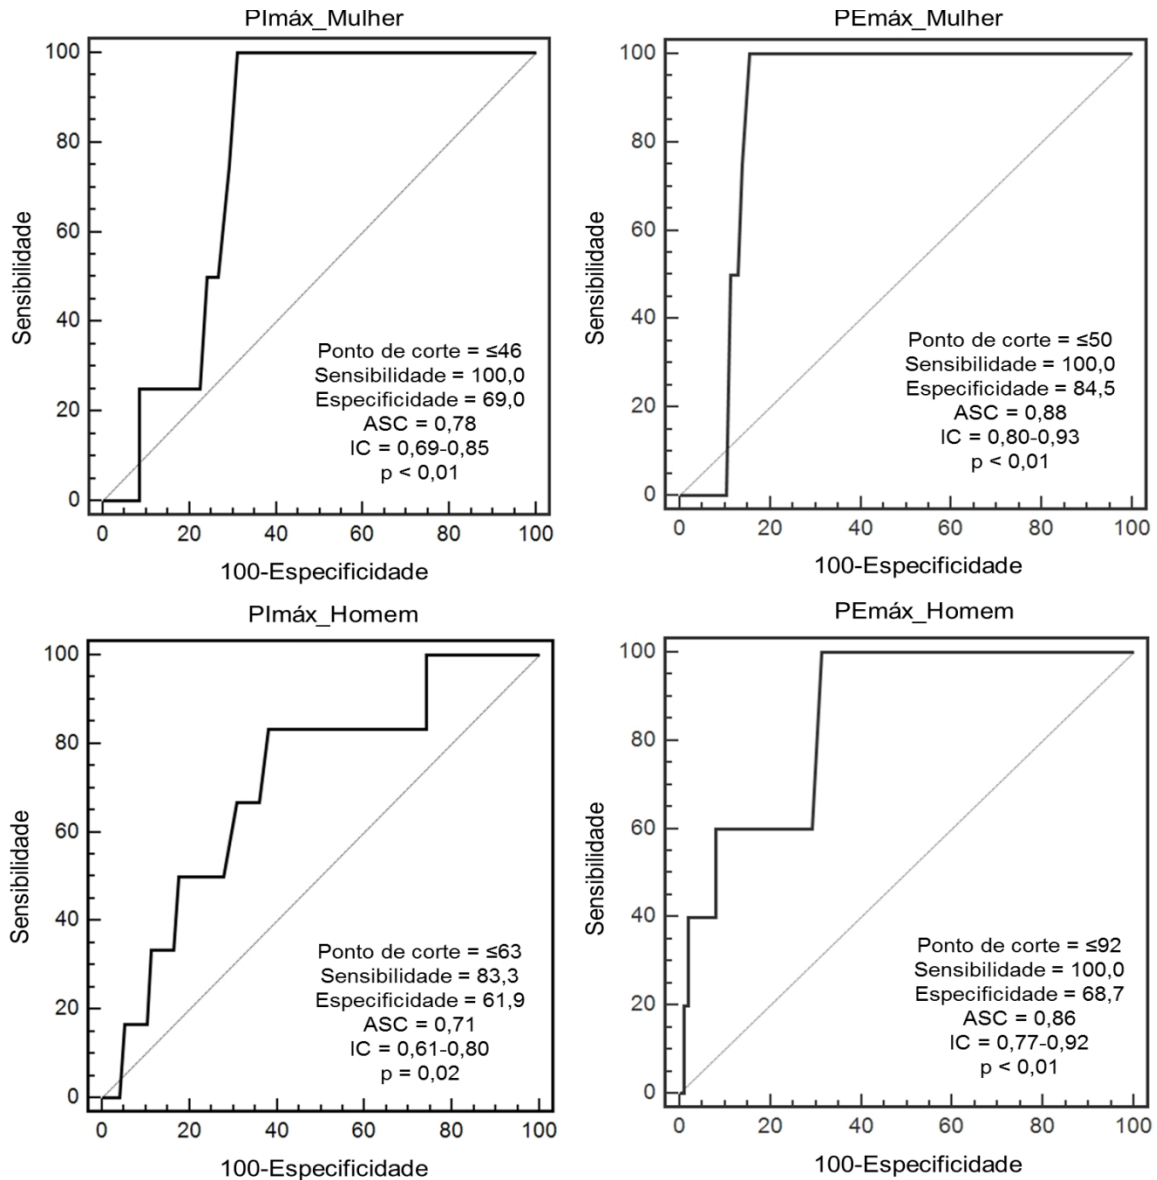 PImáx_Mulher
100
80
60
40
20
0
Sensibilidade
Ponto de corte = ≤46
Sensibilidade = 100,0
Especificidade = 69,0
ASC = 0,78
IC = 0,69-0,85
p < 0,01
0 20 40 60 80 100
100-Especificidade
PEmáx_Mulher
100
80
60
40
20
0
Sensibilidade
Ponto de corte = ≤50
Sensibilidade = 100,0
Especificidade = 84,5
ASC = 0,88
IC = 0,80-0,93
p < 0,01
0 20 40 60 80 100
100-Especificidade
PImáx_Homem
100
80
60
40
20
0
Sensibilidade
Ponto de corte = ≤63
Sensibilidade = 83,3
Especificidade = 61,9
ASC = 0,71
IC = 0,61-0,80
p = 0,02
0 20 40 60 80 100
100-Especificidade
PEmáx_Homem
100
80
60
40
20
0
Sensibilidade
Ponto de corte = ≤92
Sensibilidade = 100,0
Especificidade = 68,7
ASC = 0,86
IC = 0,77-0,92
p < 0,01
0 20 40 60 80 100
100-Especificidade